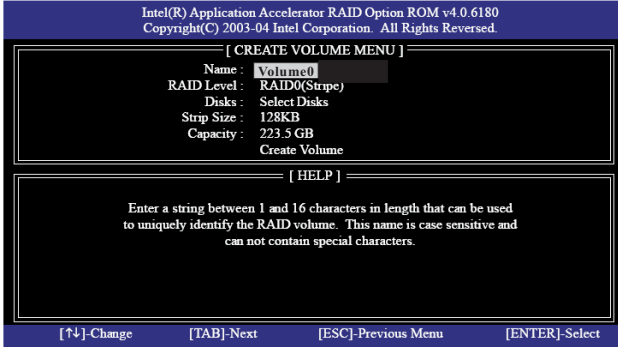 Intel(R) Application Accelerator RAID Option ROM v4.0.6180
Copyright(C) 2003-04 Intel Corporation. All Rights Reversed.
[ CREATE VOLUME MENU ]
Name : Volume0
RAID Level : RAID0(Stripe)
Disks : Select Disks
Strip Size : 128KB
Capacity : 223.5 GB
Create Volume
[ HELP ]
Enter a string between 1 and 16 characters in length that can be used
to uniquely identify the RAID volume. This name is case sensitive and
can not contain special characters.
[↑↓]-Change [TAB]-Next [ESC]-Previous Menu [ENTER]-Select